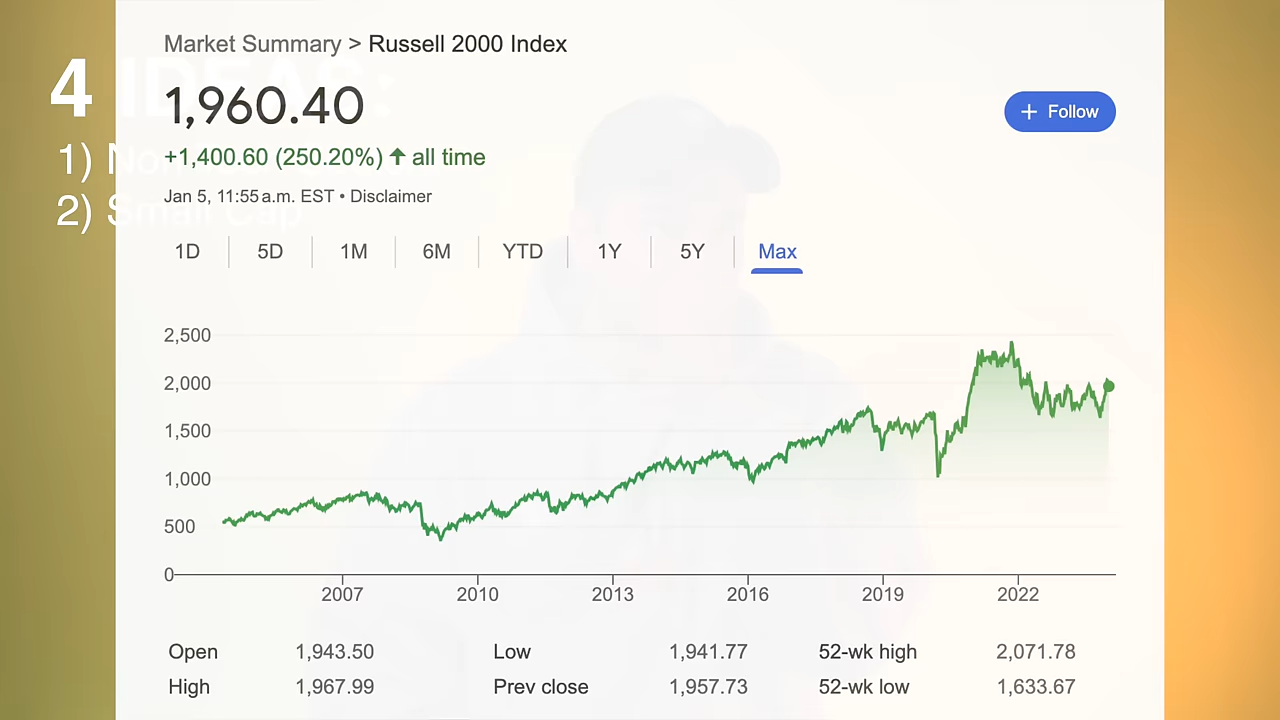 Market Summary > Russell 2000 Index
4 IDEAS:
1,960.40
+ Follow
1)
+1,400.60 (250.20%) ↑ all time
Jan 5, 11:55 a.m. EST • Disclaimer
2) Small Cap
1D 5D 1M 6M YTD 1Y 5Y Max
2,500
2,000
1,500
1,000
500
0
2007 2010 2013 2016 2019 2022
Open 1,943.50 Low 1,941.77 52-wk high 2,071.78
High 1,967.99 Prev close 1,957.73 52-wk low 1,633.67